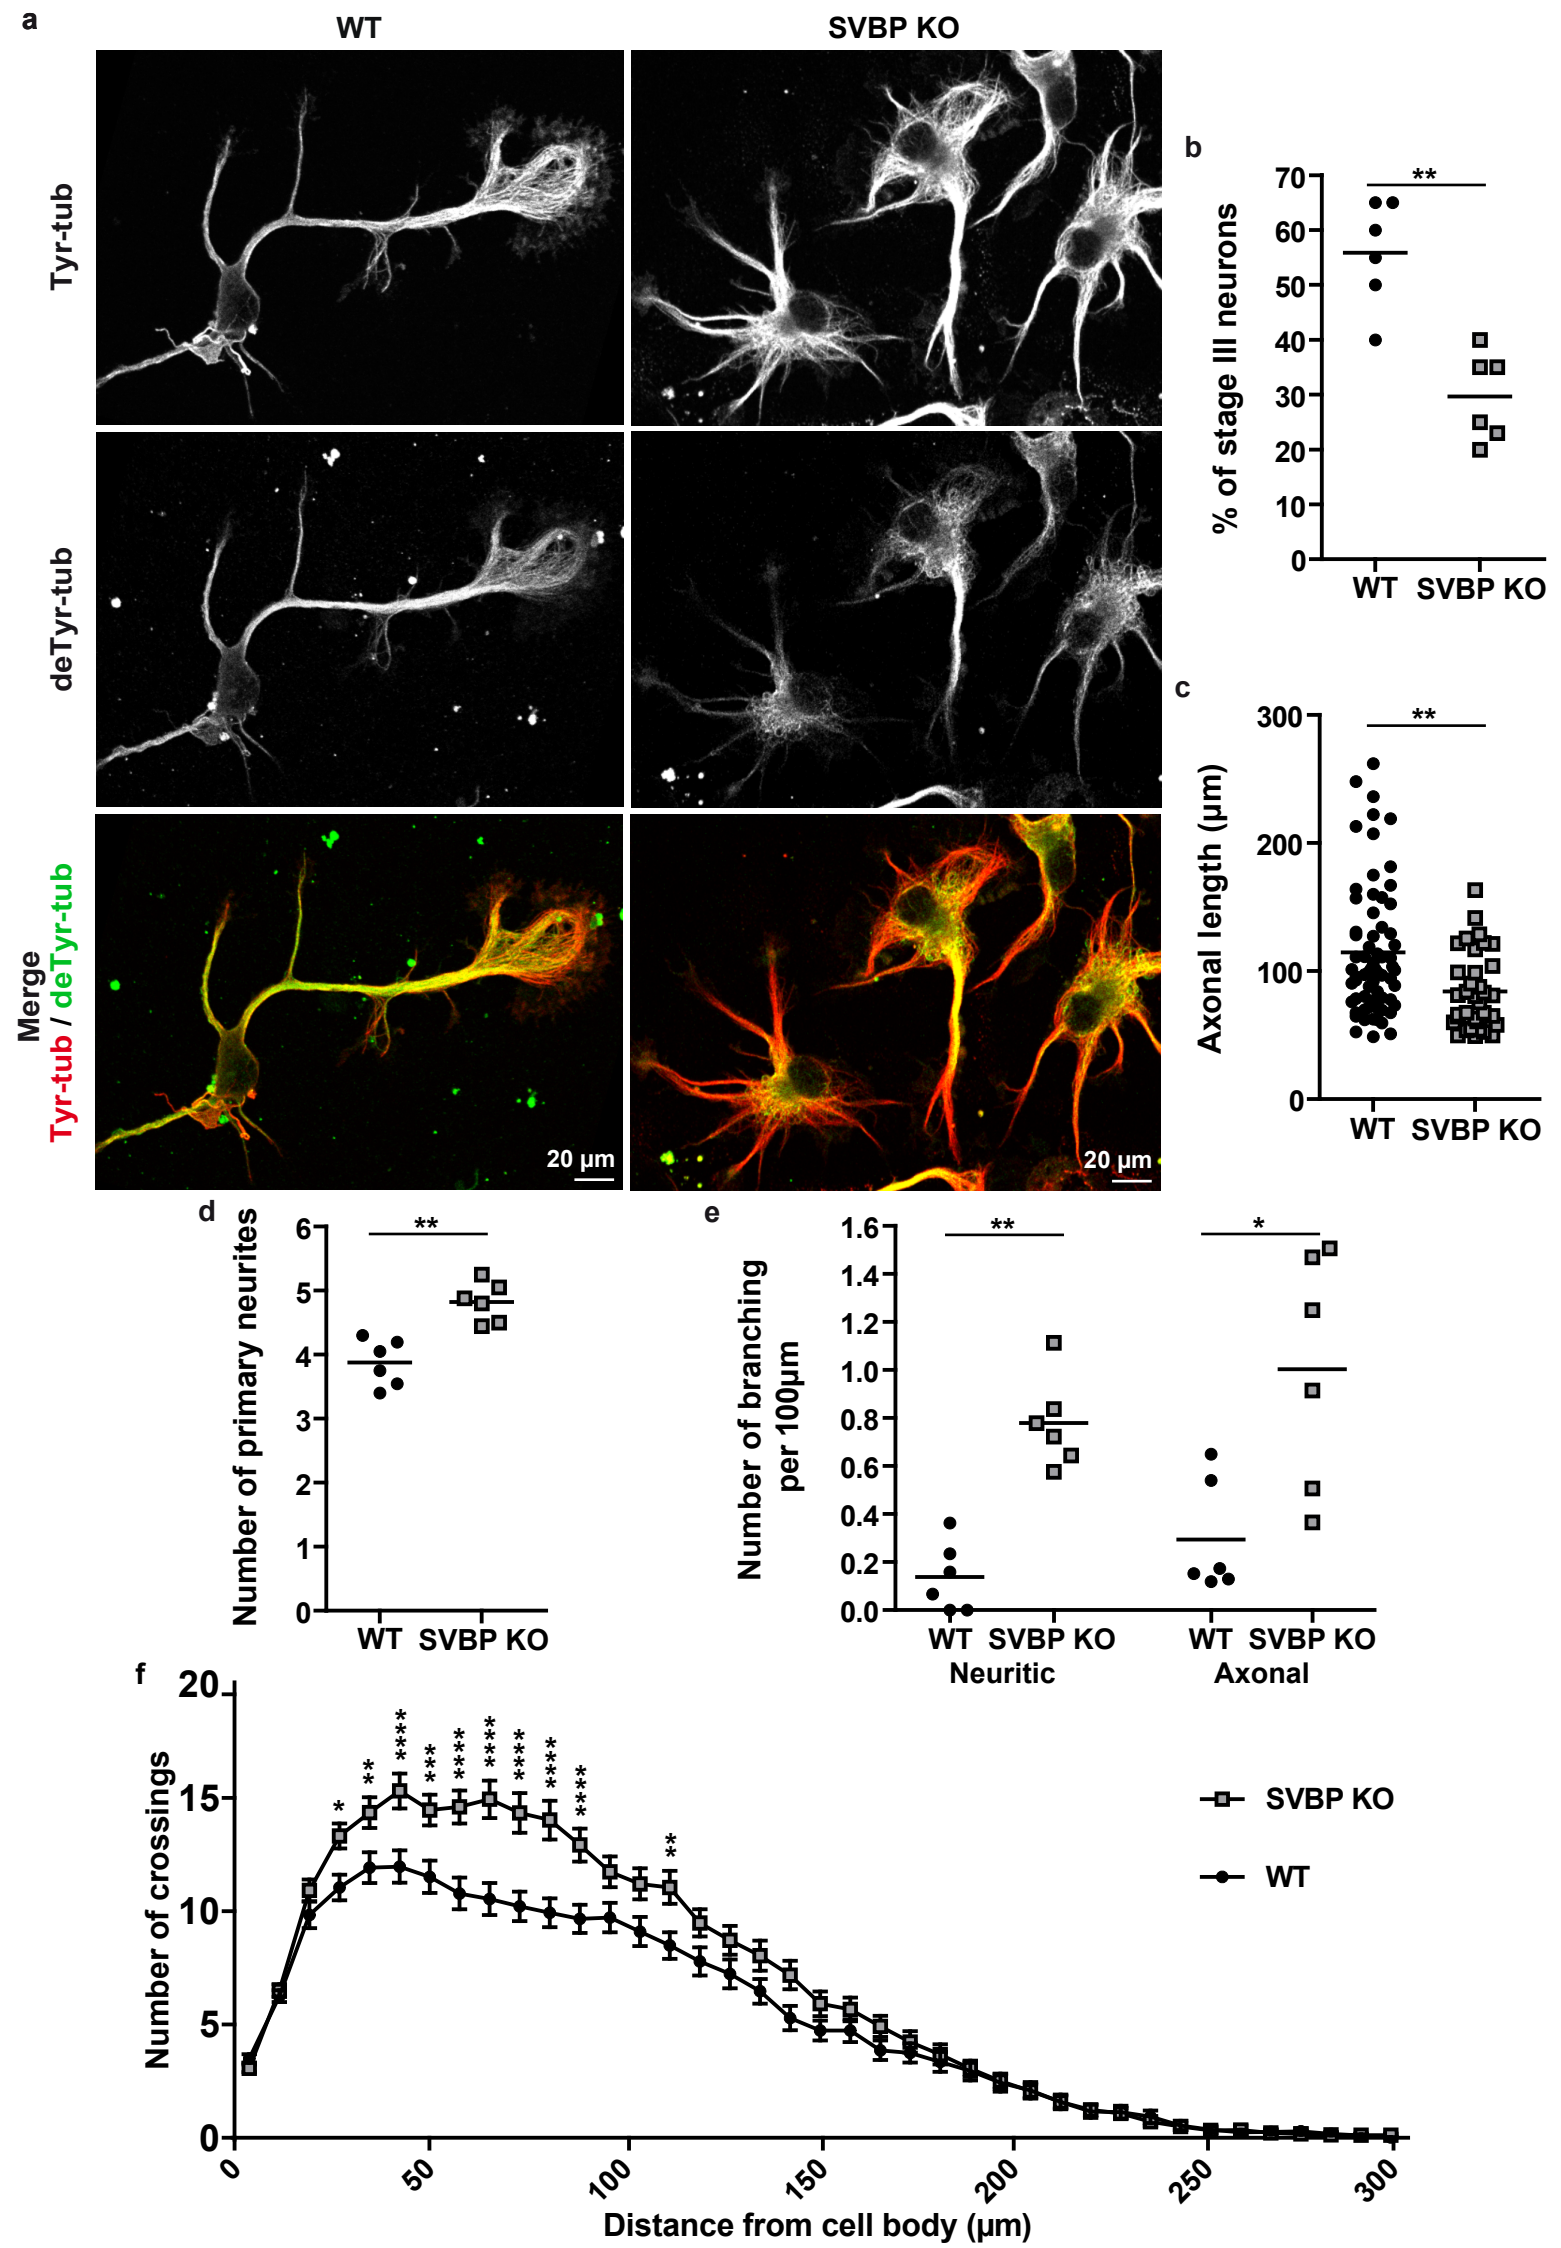 a
WT
SVBP KO
Tyr-tub
deTyr-tub
Merge
Tyr-tub / deTyr-tub
20 µm
20 µm
b
**
70
60
50
40
30
20
10
0
% of stage III neurons
WT
SVBP KO
c
**
300
200
100
0
Axonal length (µm)
WT
SVBP KO
d
**
6
5
4
3
2
1
0
Number of primary neurites
WT
SVBP KO
e
**
*
1.6
1.4
1.2
1.0
0.8
0.6
0.4
0.2
0.0
Number of branching
per 100µm
WT
SVBP KO
WT
SVBP KO
Neuritic
Axonal
f
20
15
10
5
0
Number of crossings
*
**
****
***
****
****
****
****
****
**
SVBP KO
WT
0
50
100
150
200
250
300
Distance from cell body (µm)